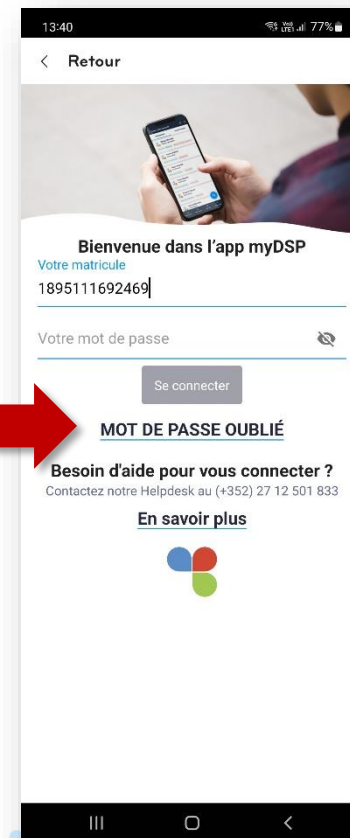 13:40 77%
< Retour
Bienvenue dans l'app myDSP
Votre matricule
1895111692469
Votre mot de passe
Se connecter
MOT DE PASSE OUBLIÉ
Besoin d'aide pour vous connecter ?
Contactez notre Helpdesk au (+352) 27 12 501 833
En savoir plus